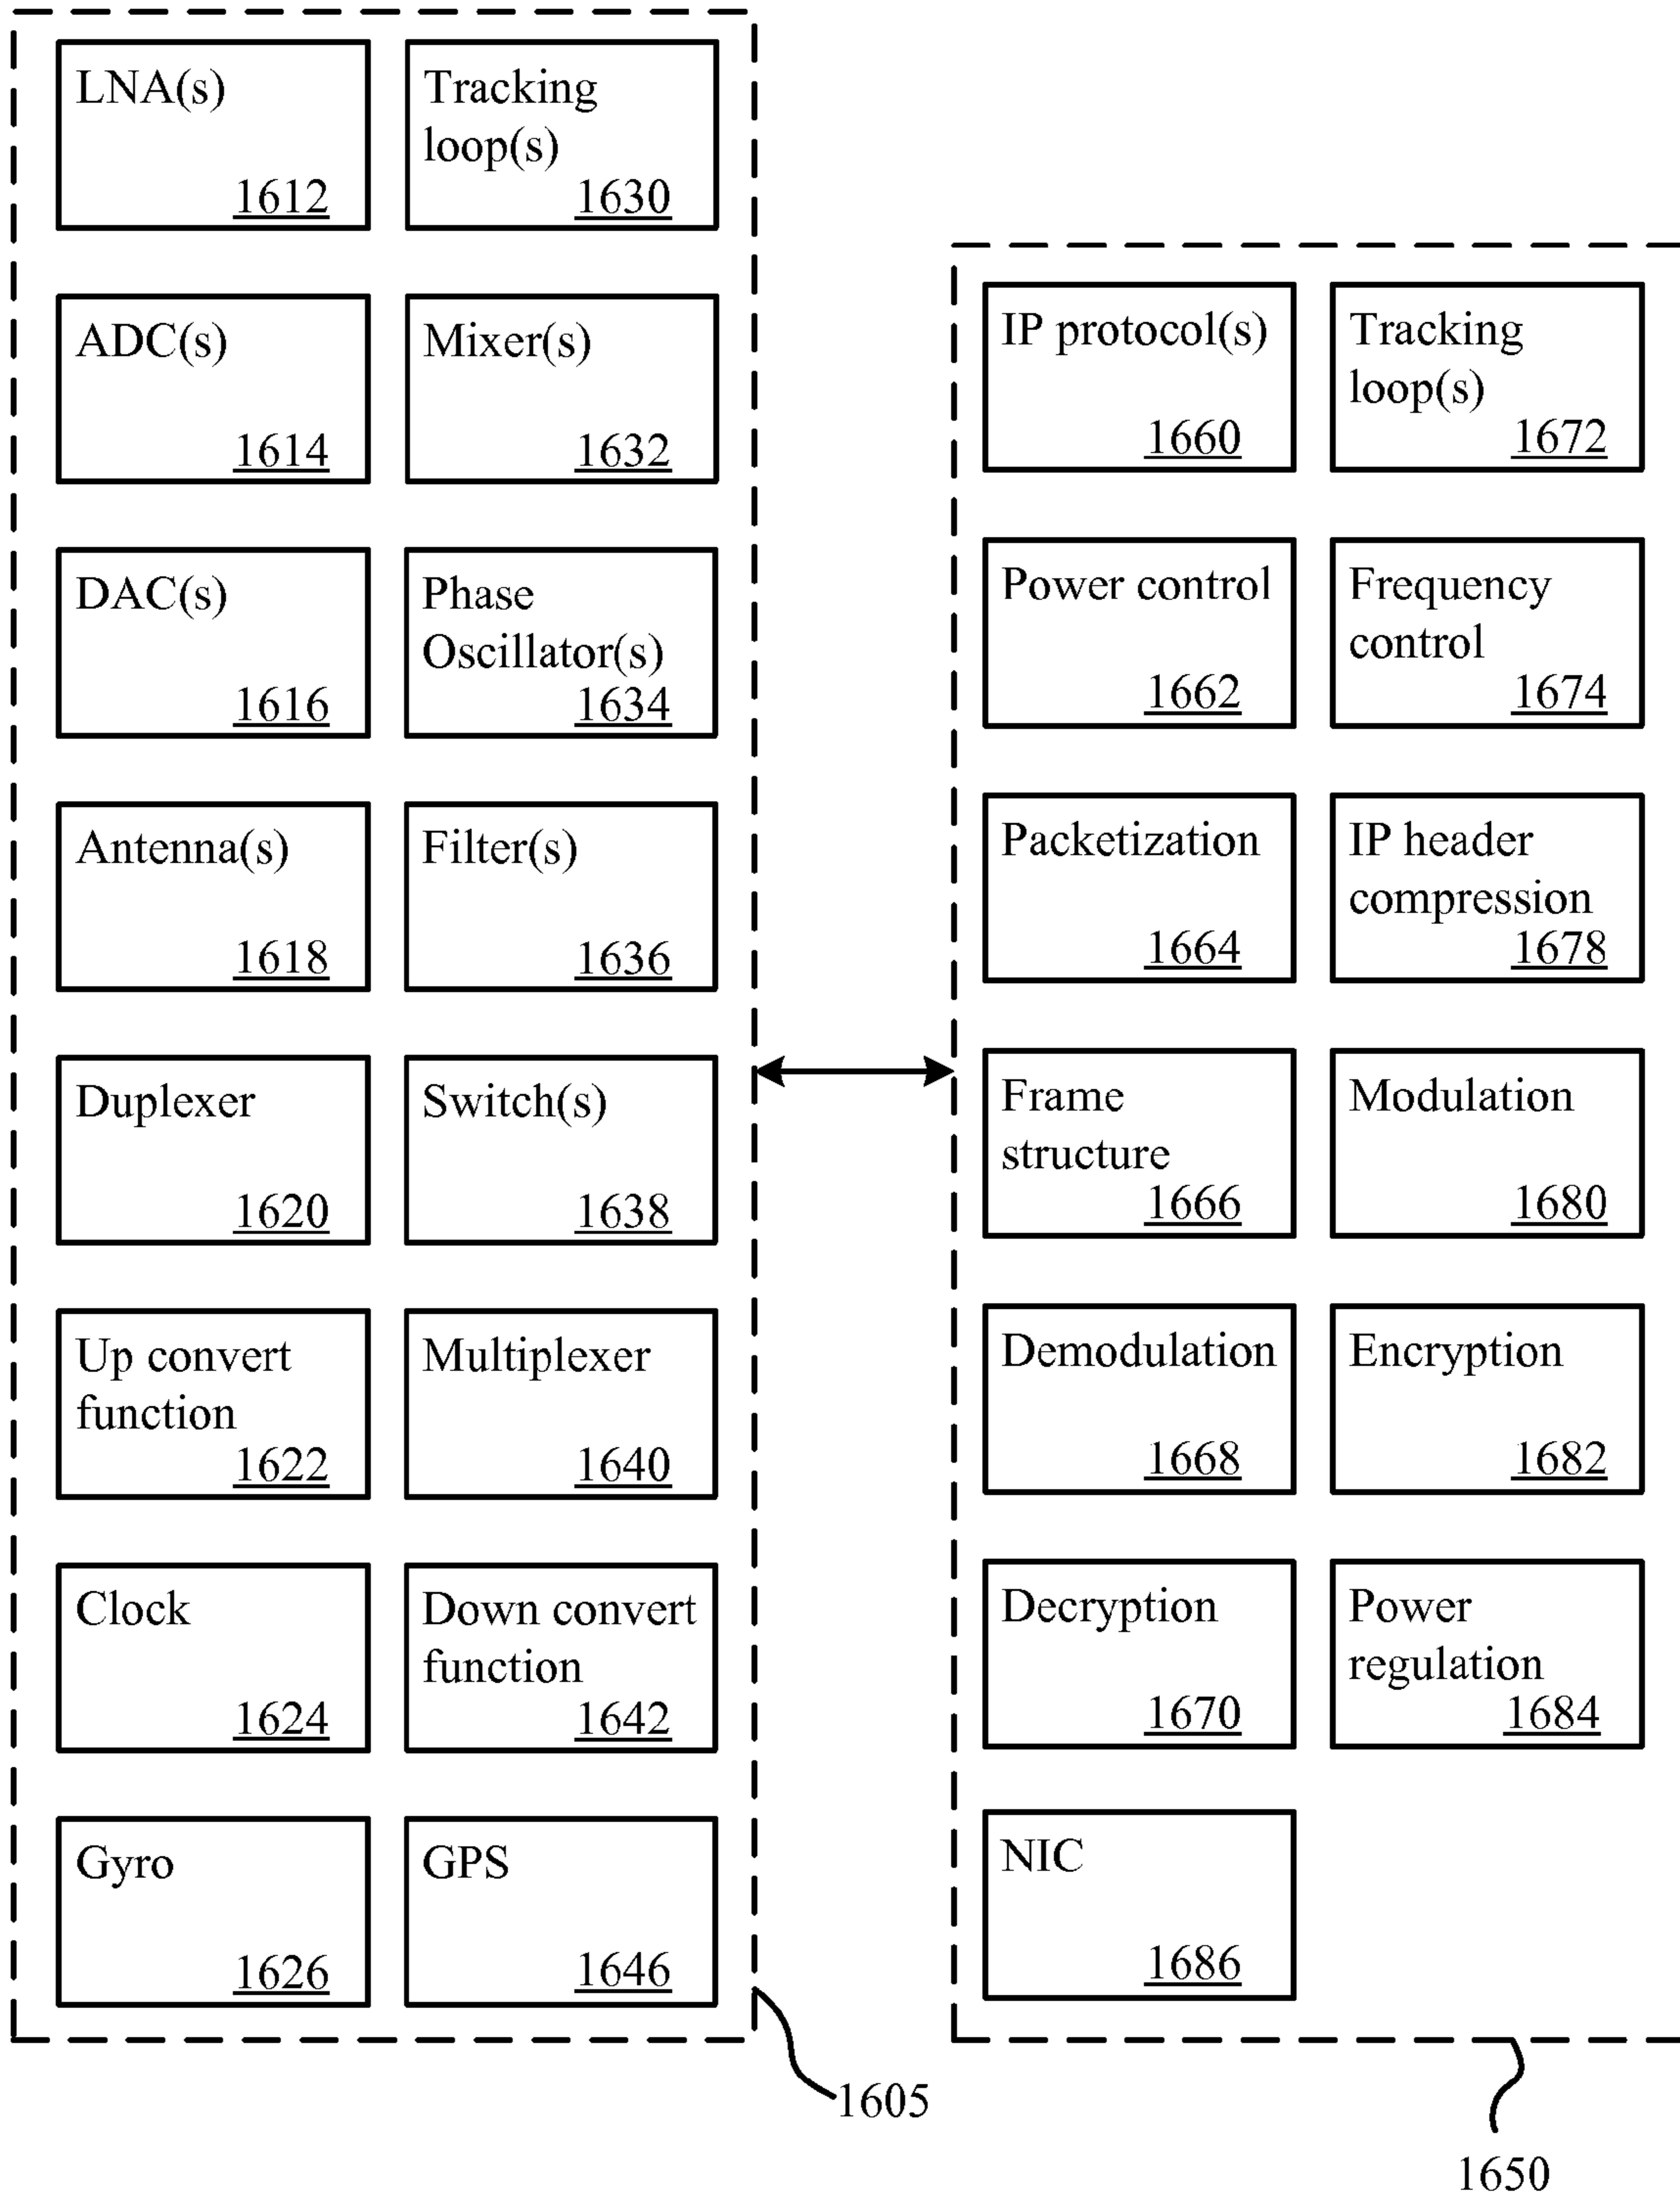 LNA(s)
1612
Tracking
loop(s)
1630
ADC(s)
1614
Mixer(s)
1632
DAC(s)
1616
Phase
Oscillator(s)
1634
Antenna(s)
1618
Filter(s)
1636
Duplexer
1620
Switch(s)
1638
Up convert
function
1622
Multiplexer
1640
Clock
1624
Down convert
function
1642
Gyro
1626
GPS
1646
1605
IP protocol(s)
1660
Tracking
loop(s)
1672
Power control
1662
Frequency
control
1674
Packetization
1664
IP header
compression
1678
Frame
structure
1666
Modulation
1680
Demodulation
1668
Encryption
1682
Decryption
1670
Power
regulation
1684
NIC
1686
1650